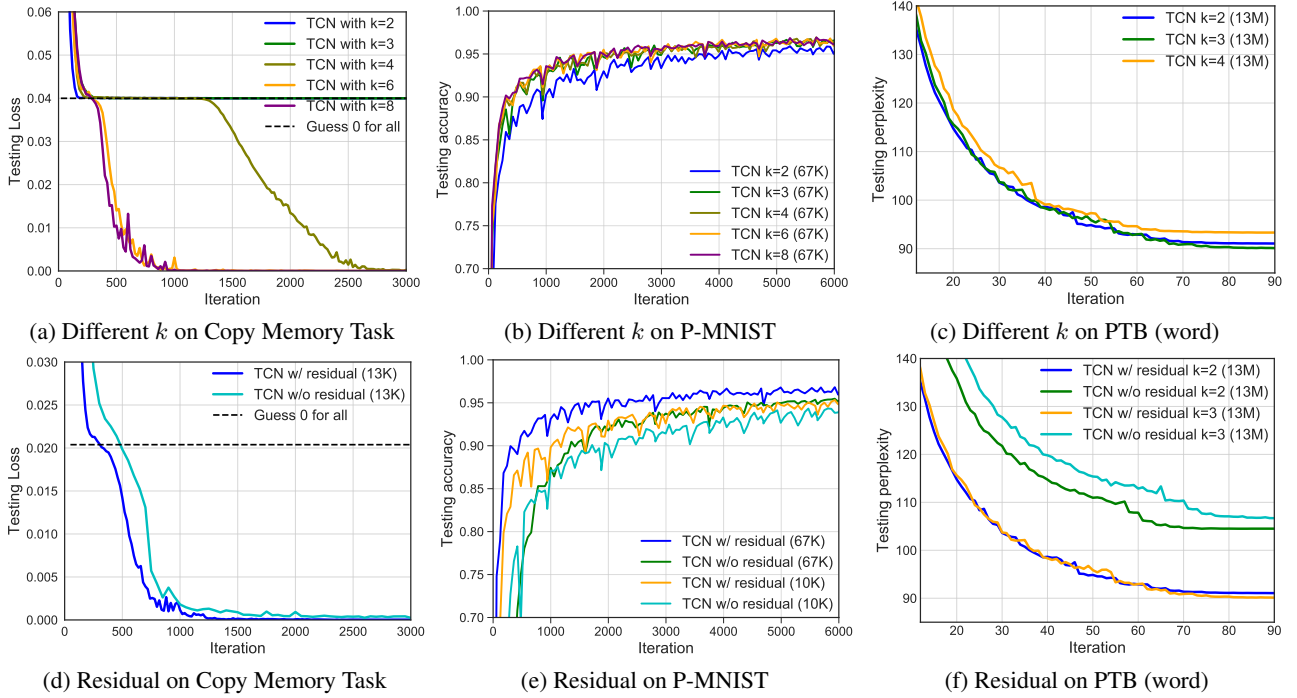 0.06
0.05
0.04
0.03
0.02
0.01
0.00
Testing Loss
0 500 1000 1500 2000 2500 3000
Iteration
TCN with k=2
TCN with k=3
TCN with k=4
TCN with k=6
TCN with k=8
Guess 0 for all
(a) Different k on Copy Memory Task
1.00
0.95
0.90
0.85
0.80
0.75
0.70
Testing accuracy
0 1000 2000 3000 4000 5000 6000
Iteration
TCN k=2 (67K)
TCN k=3 (67K)
TCN k=4 (67K)
TCN k=6 (67K)
TCN k=8 (67K)
(b) Different k on P-MNIST
140
130
120
110
100
90
Testing perplexity
20 30 40 50 60 70 80 90
Iteration
TCN k=2 (13M)
TCN k=3 (13M)
TCN k=4 (13M)
(c) Different k on PTB (word)
0.030
0.025
0.020
0.015
0.010
0.005
0.000
Testing Loss
0 500 1000 1500 2000 2500 3000
Iteration
TCN w/ residual (13K)
TCN w/o residual (13K)
Guess 0 for all
(d) Residual on Copy Memory Task
1.00
0.95
0.90
0.85
0.80
0.75
0.70
Testing accuracy
0 1000 2000 3000 4000 5000 6000
Iteration
TCN w/ residual (67K)
TCN w/o residual (67K)
TCN w/ residual (10K)
TCN w/o residual (10K)
(e) Residual on P-MNIST
140
130
120
110
100
90
Testing perplexity
20 30 40 50 60 70 80 90
Iteration
TCN w/ residual k=2 (13M)
TCN w/o residual k=2 (13M)
TCN w/ residual k=3 (13M)
TCN w/o residual k=3 (13M)
(f) Residual on PTB (word)